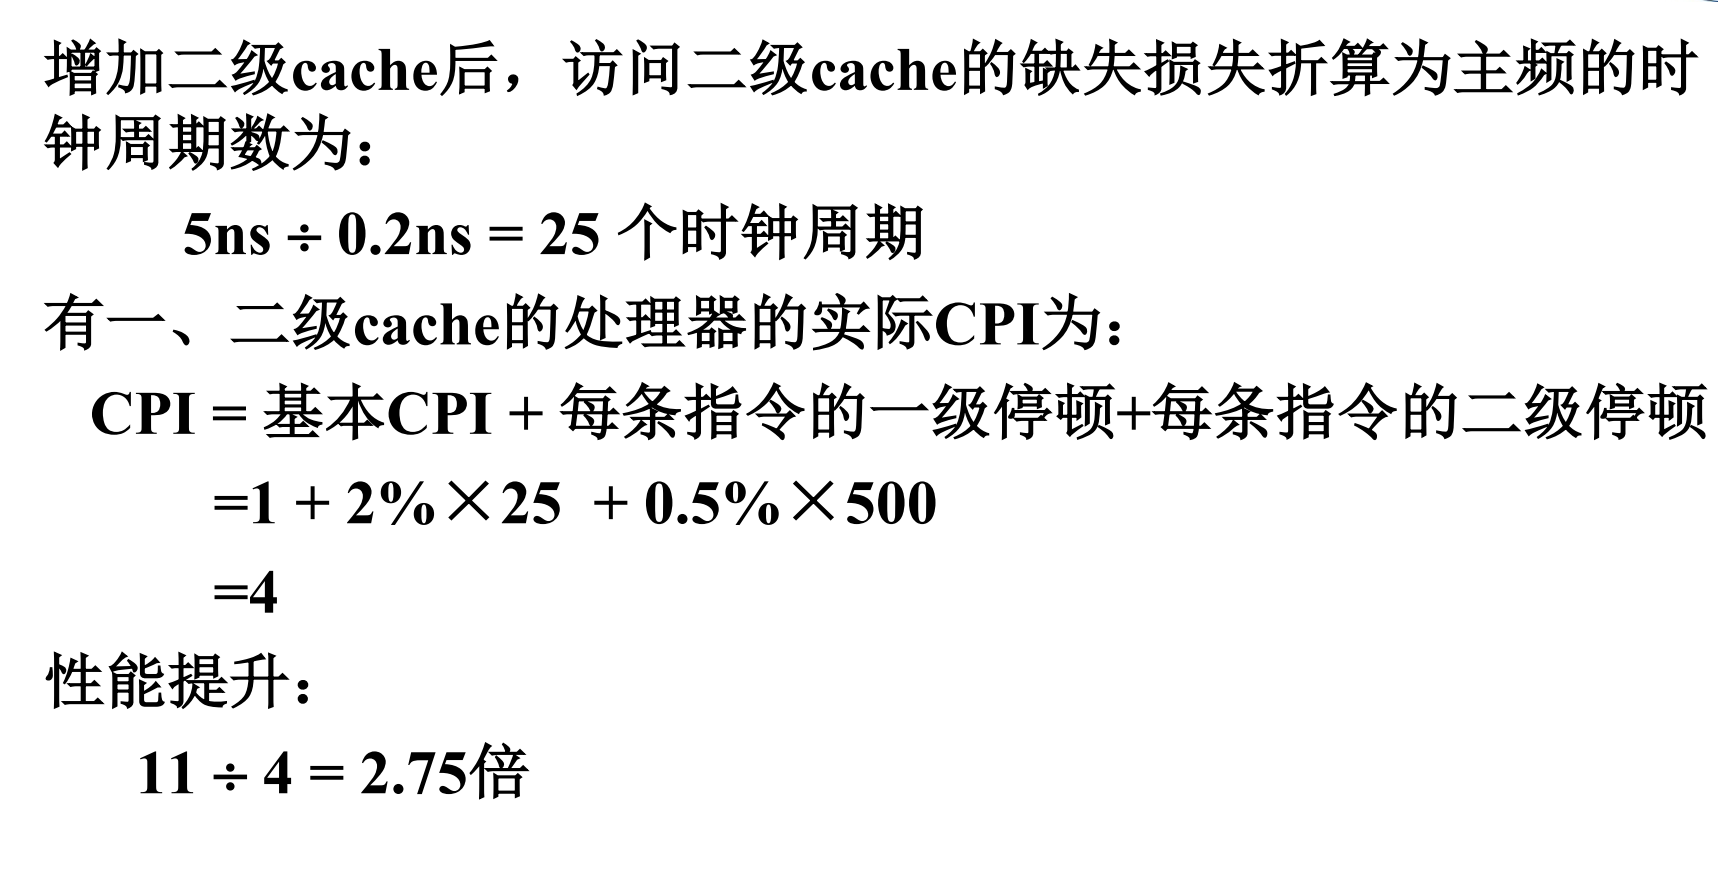 增加二级cache后，访问二级cache的缺失损失折算为主频的时
钟周期数为：
5ns ÷ 0.2ns = 25 个时钟周期
有一、二级cache的处理器的实际CPI为：
CPI = 基本CPI + 每条指令的一级停顿+每条指令的二级停顿
=1 + 2%×25 + 0.5%×500
=4
性能提升：
11 ÷ 4 = 2.75倍